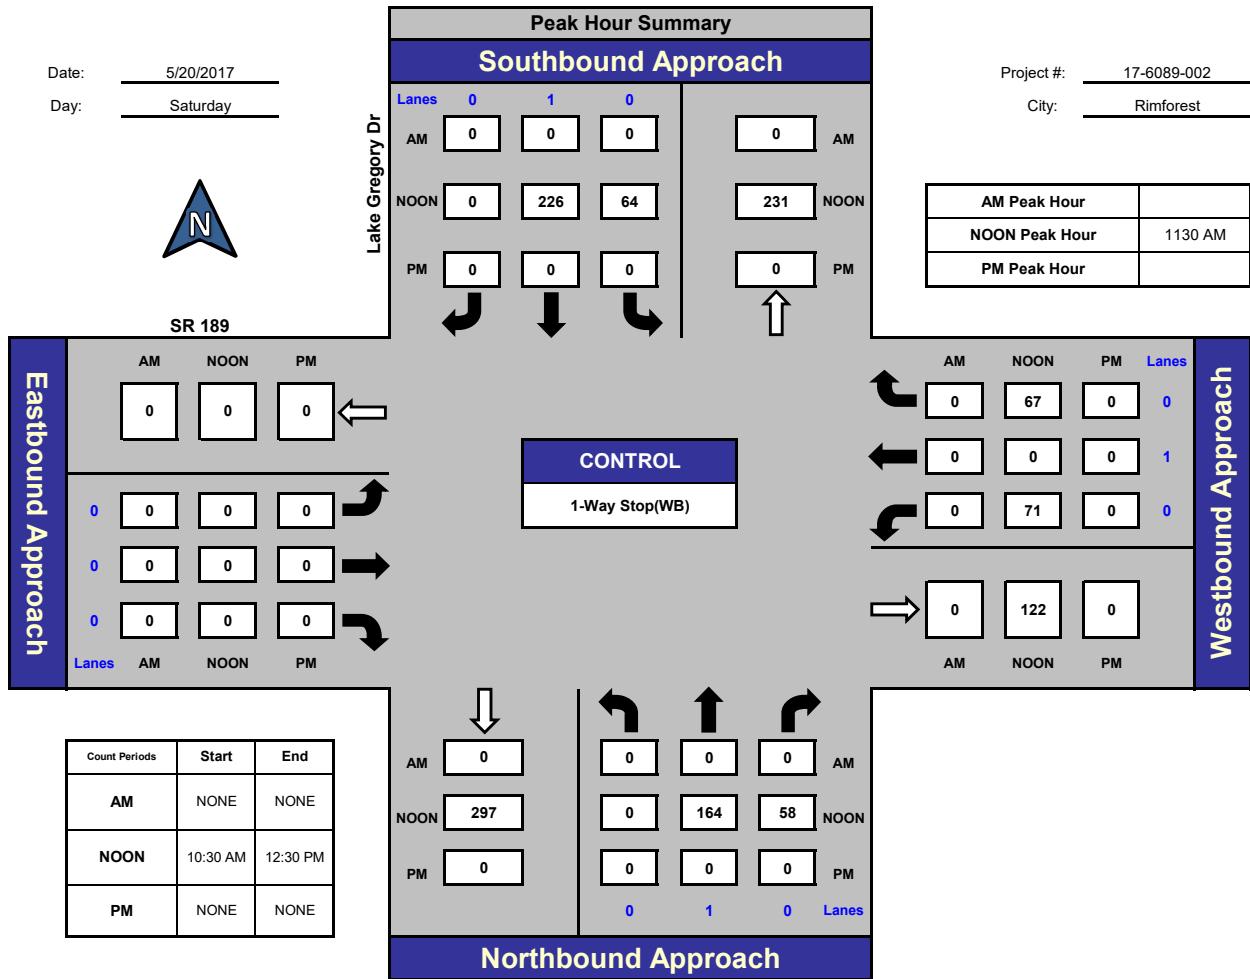 Peak Hour Summary
Southbound Approach
Date: 5/20/2017
Day: Saturday
Project #: 17-6089-002
City: Rimforest
Lake Gregory Dr
Lanes 0 1 0
AM 0 0 0 0 AM
NOON 0 226 64 231 NOON
PM 0 0 0 0 PM
N
AM Peak Hour
NOON Peak Hour 1130 AM
PM Peak Hour
SR 189
Eastbound Approach
AM NOON PM
0 0 0
0 0 0 0
0 0 0 0
0 0 0 0
Lanes AM NOON PM
CONTROL
1-Way Stop(WB)
AM NOON PM Lanes
0 67 0 0
0 0 0 1
0 71 0 0
0 122 0
AM NOON PM
Westbound Approach
Count Periods Start End
AM NONE NONE
NOON 10:30 AM 12:30 PM
PM NONE NONE
AM 0 0 0 0 AM
NOON 297 0 164 58 NOON
PM 0 0 0 0 PM
0 1 0 Lanes
Northbound Approach